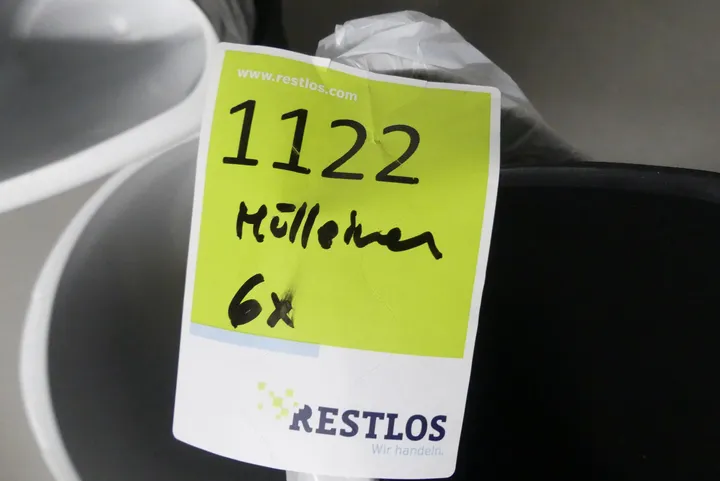 www.restlos.com
1122
Mülleimer
6x
RESTLOS
Wir handeln.